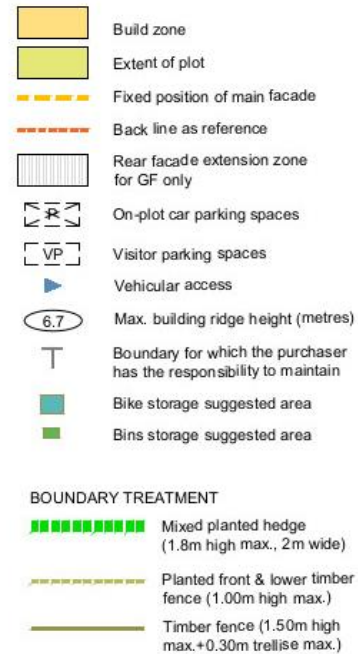 Build zone
Extent of plot
Fixed position of main facade
Back line as reference
Rear facade extension zone
for GF only
R On-plot car parking spaces
VP Visitor parking spaces
Vehicular access
6.7 Max. building ridge height (metres)
Boundary for which the purchaser
has the responsibility to maintain
Bike storage suggested area
Bins storage suggested area
BOUNDARY TREATMENT
Mixed planted hedge
(1.8m high max., 2m wide)
Planted front & lower timber
fence (1.00m high max.)
Timber fence (1.50m high
max.+0.30m trellise max.)